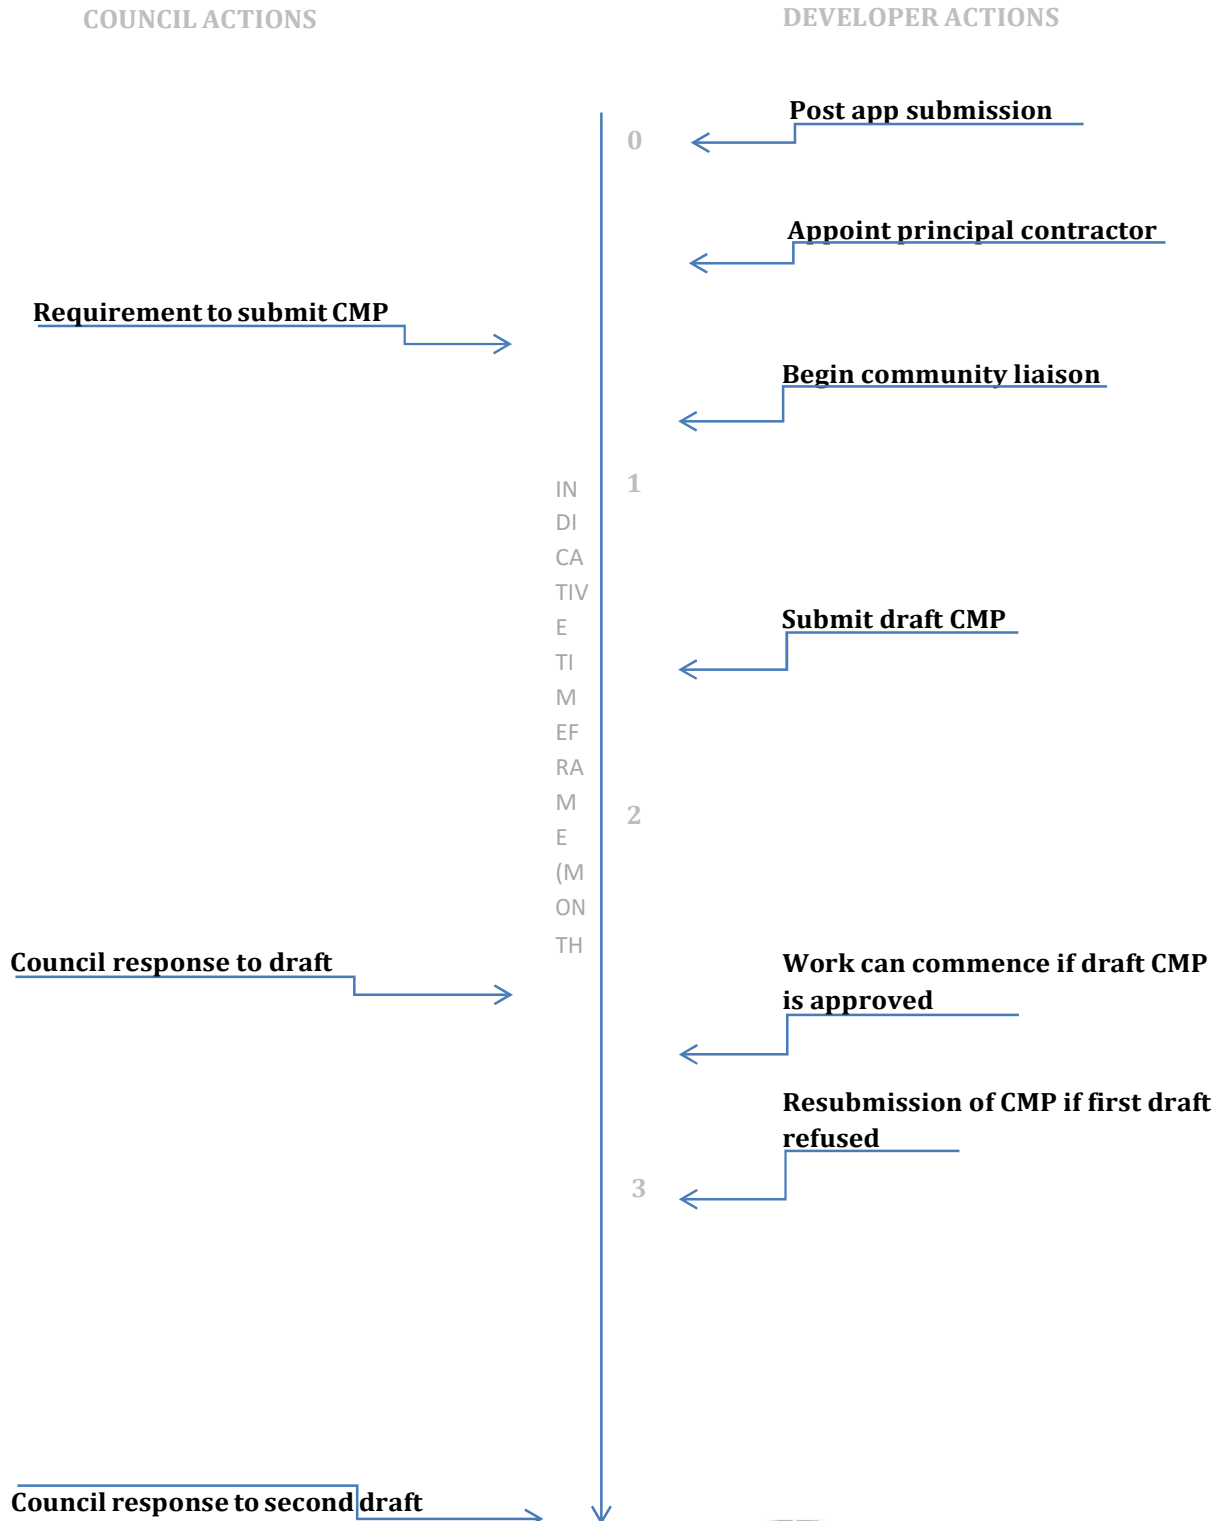 COUNCIL ACTIONS
DEVELOPER ACTIONS
Post app submission
0
Appoint principal contractor
Requirement to submit CMP
Begin community liaison
1
IN
DI
CA
TIV
E
TI
M
EF
RA
M
E
(M
ON
TH
Submit draft CMP
2
Council response to draft
Work can commence if draft CMP
is approved
Resubmission of CMP if first draft
refused
3
Council response to second draft